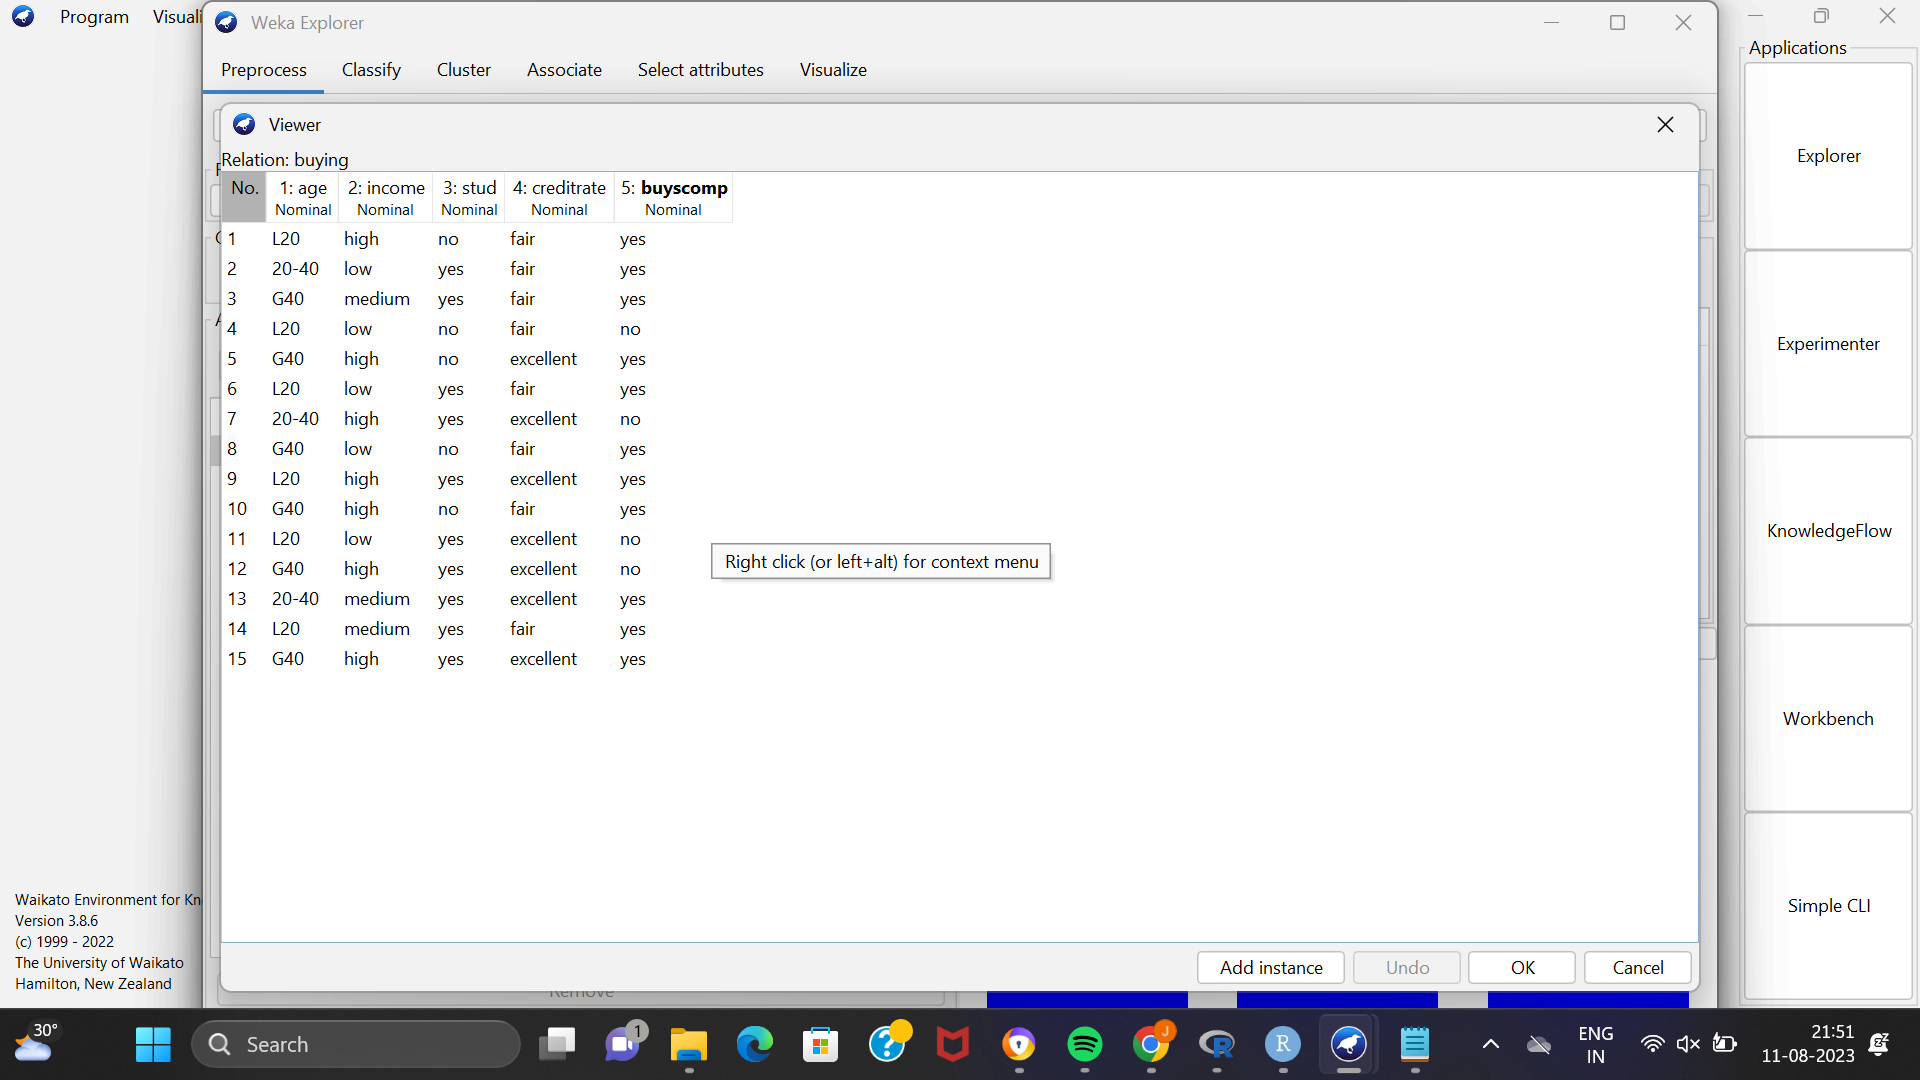 Program Visuali
Weka Explorer
Applications
Preprocess Classify Cluster Associate Select attributes Visualize
Viewer
Relation: buying
No. 1: age 2: income 3: stud 4: creditrate 5: buyscomp
Nominal Nominal Nominal Nominal Nominal
1 L20 high no fair yes
2 20-40 low yes fair yes
3 G40 medium yes fair yes
4 L20 low no fair no
5 G40 high no excellent yes
6 L20 low yes fair yes
7 20-40 high yes excellent no
8 G40 low no fair yes
9 L20 high yes excellent yes
10 G40 high no fair yes
11 L20 low yes excellent no
12 G40 high yes excellent no
13 20-40 medium yes excellent yes
14 L20 medium yes fair yes
15 G40 high yes excellent yes
Right click (or left+alt) for context menu
Explorer
Experimenter
KnowledgeFlow
Workbench
Simple CLI
Waikato Environment for Kn
Version 3.8.6
(c) 1999 - 2022
The University of Waikato
Hamilton, New Zealand
Add instance Undo OK Cancel
Remove
30°
Search
1
J
R
R
ENG
IN
21:51
11-08-2023